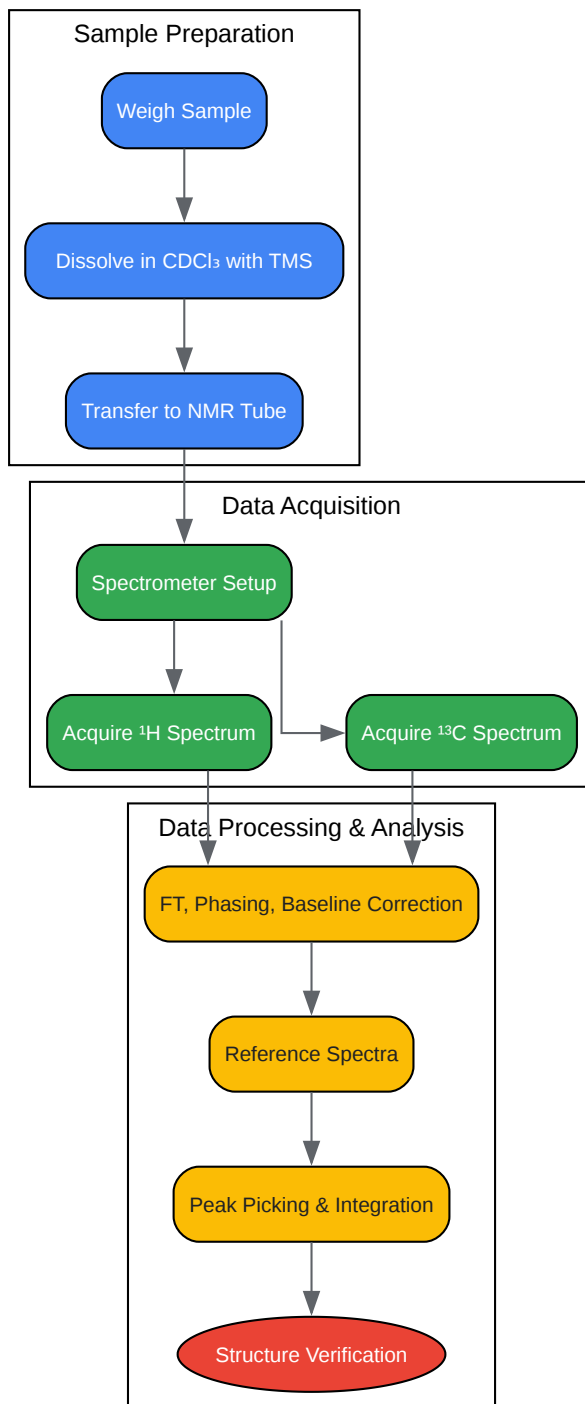 Sample Preparation
Weigh Sample
Dissolve in CDCl₃ with TMS
Transfer to NMR Tube
Data Acquisition
Spectrometer Setup
Acquire ¹H Spectrum
Acquire ¹³C Spectrum
Data Processing & Analysis
FT, Phasing, Baseline Correction
Reference Spectra
Peak Picking & Integration
Structure Verification